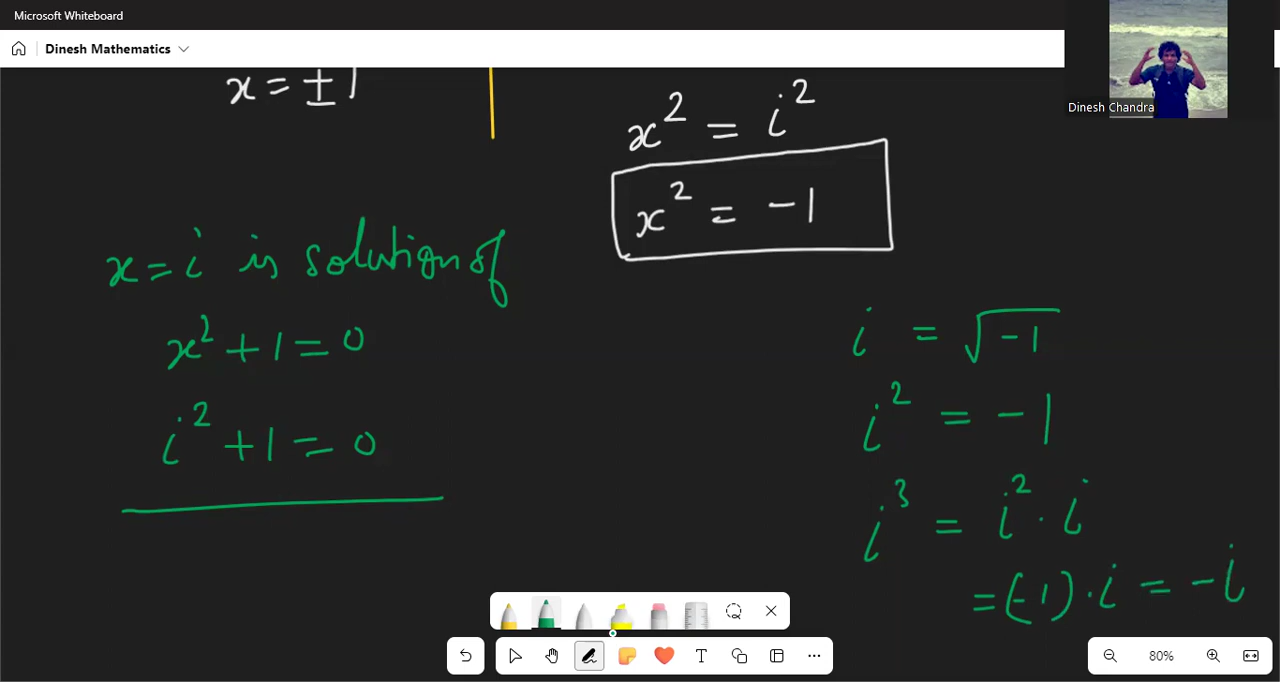 Microsoft Whiteboard
Dinesh Mathematics
Dinesh Chandra
x = ± 1
x² = i²
x² = -1
x = i is solution of
x² + 1 = 0
i² + 1 = 0
i = √-1
i² = -1
i³ = i² . i
= (-1) . i = -i
80%